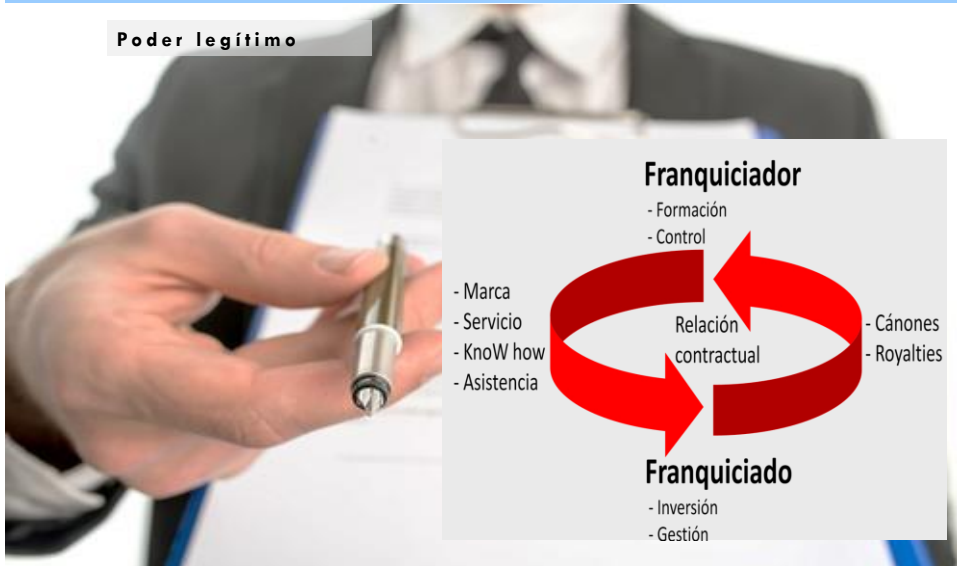 Poder legítimo
Franquiciador
- Formación
- Control
- Marca
- Servicio
- KnoW how
- Asistencia
Relación
contractual
- Cánones
- Royalties
Franquiciado
- Inversión
- Gestión